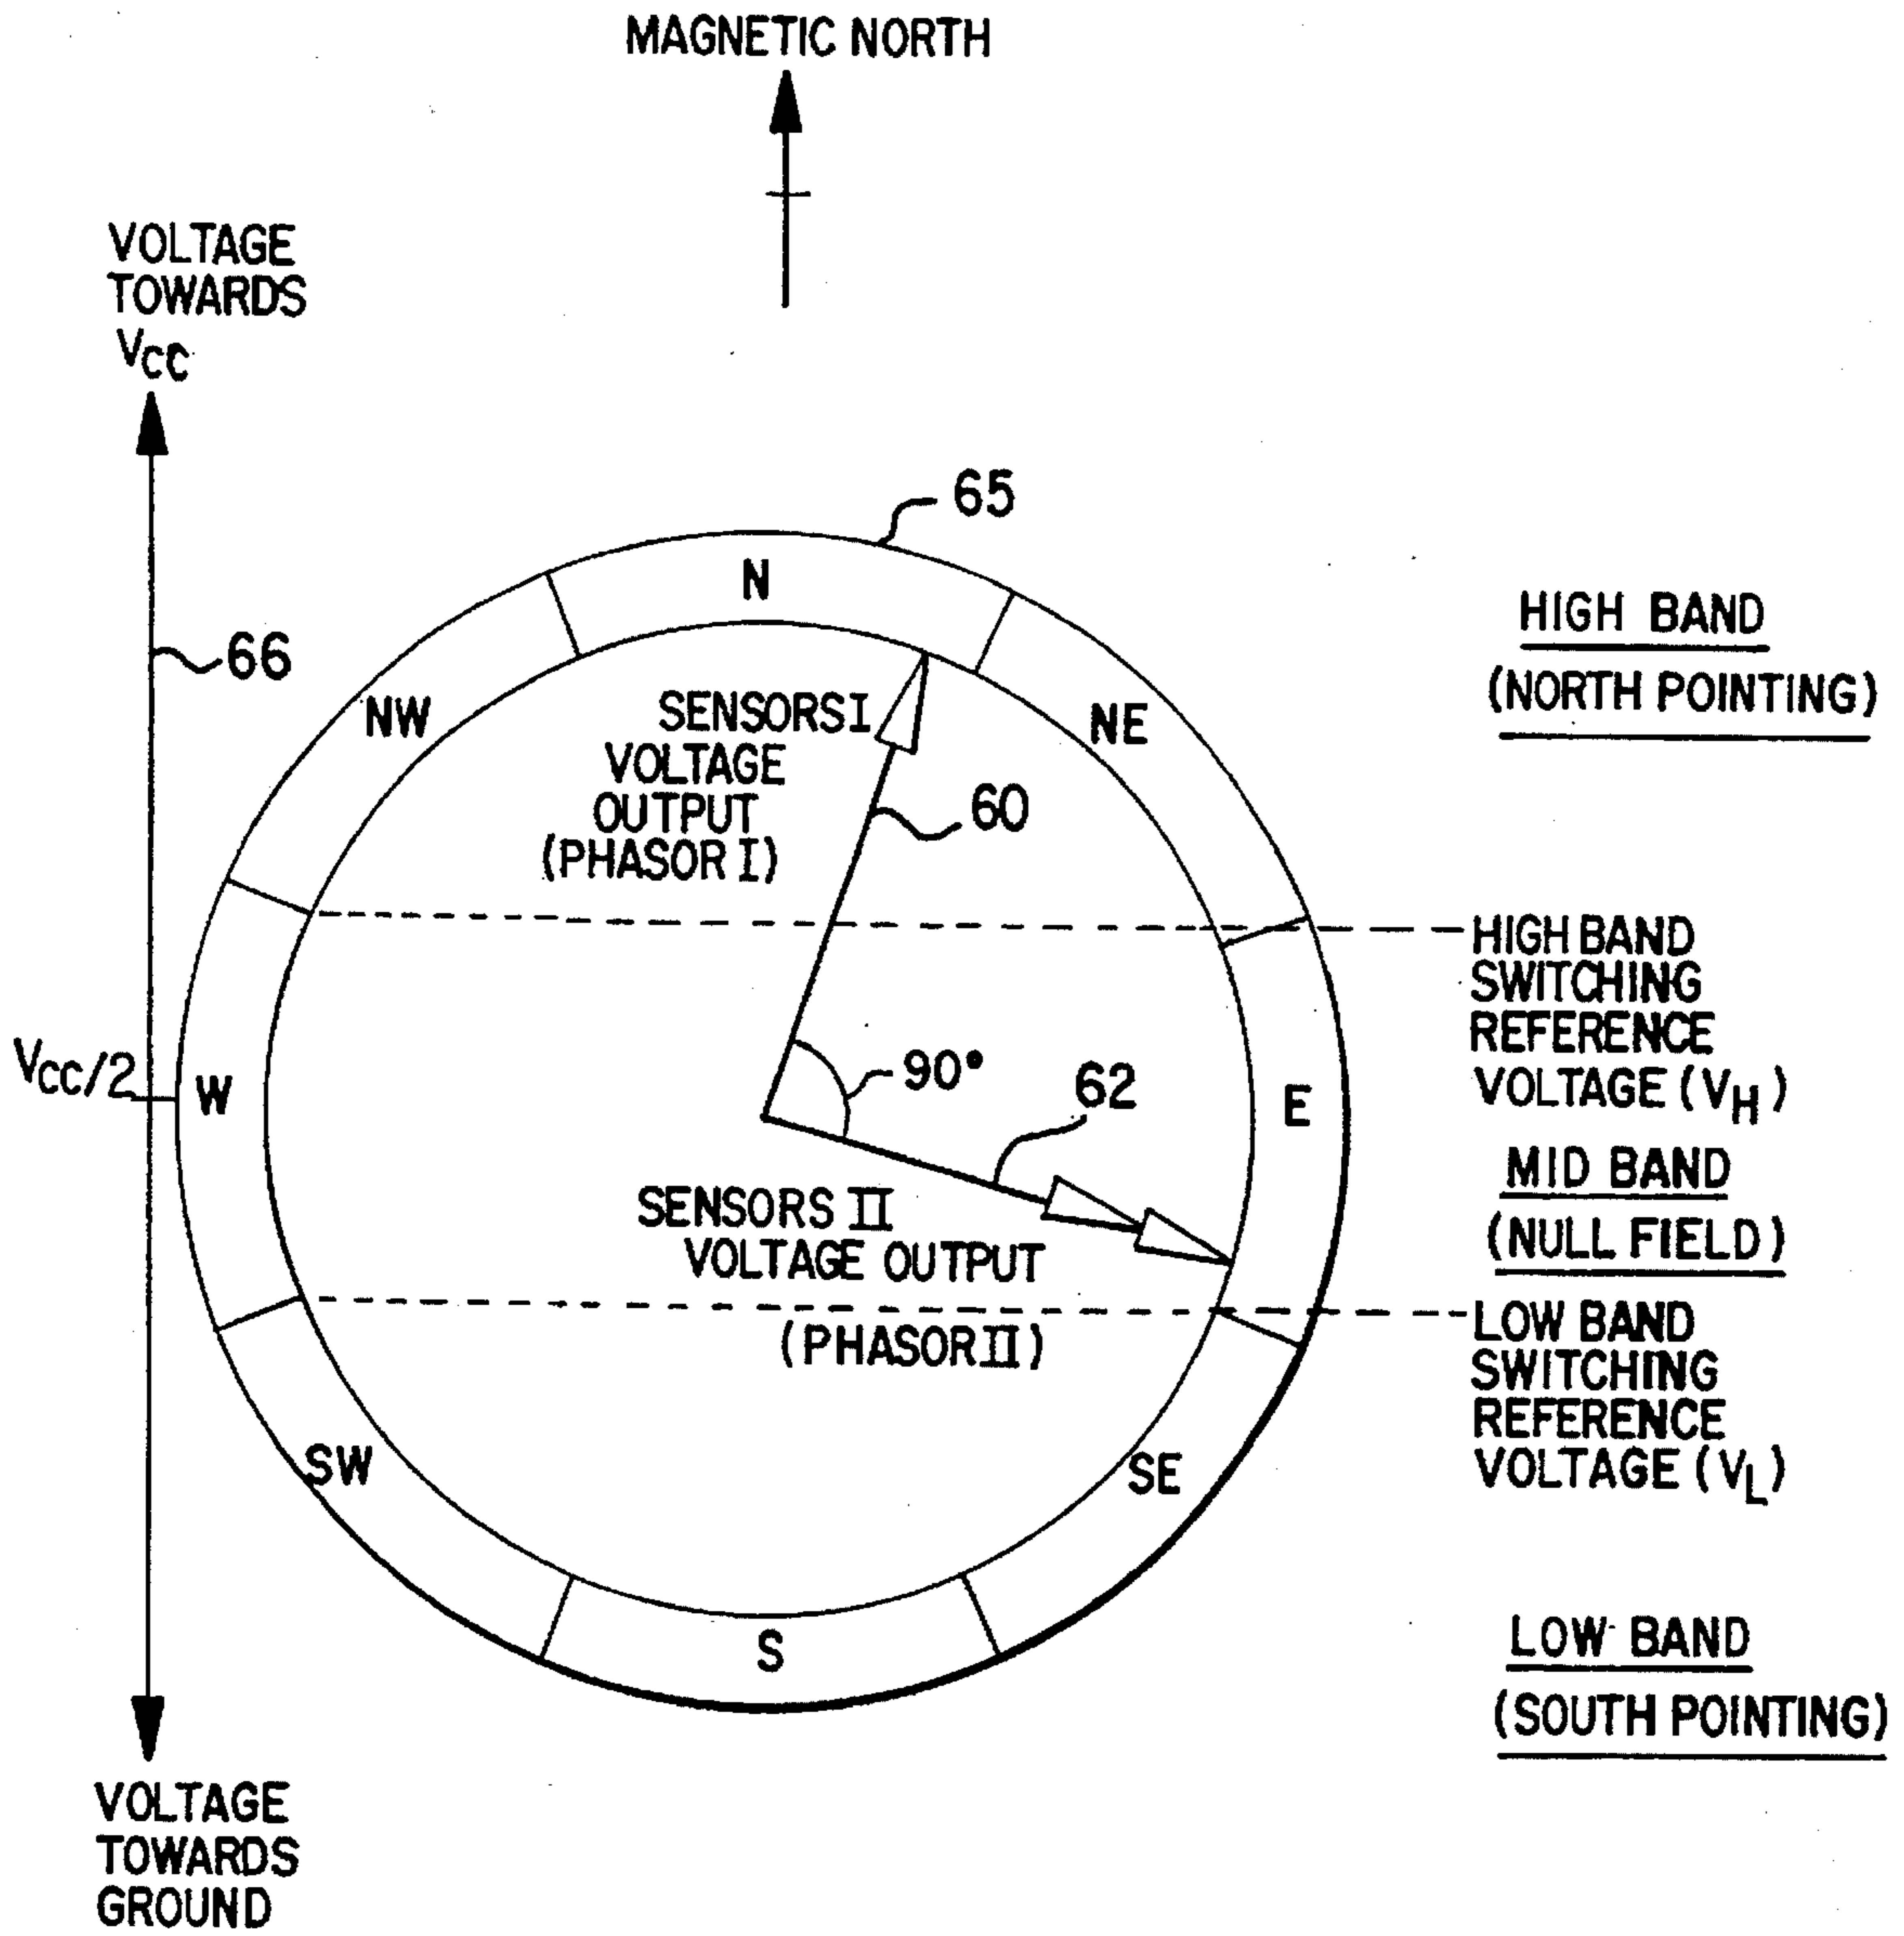 MAGNETIC NORTH
VOLTAGE
TOWARDS
VCC
65
N
66
HIGH BAND
(NORTH POINTING)
NW
NE
SENSORS I
VOLTAGE
OUTPUT
(PHASOR I)
60
HIGH BAND
SWITCHING
REFERENCE
VOLTAGE (VH)
VCC/2
W
90°
62
E
MID BAND
(NULL FIELD)
SENSORS II
VOLTAGE OUTPUT
(PHASOR II)
LOW BAND
SWITCHING
REFERENCE
VOLTAGE (VL)
SW
SE
S
LOW BAND
(SOUTH POINTING)
VOLTAGE
TOWARDS
GROUND